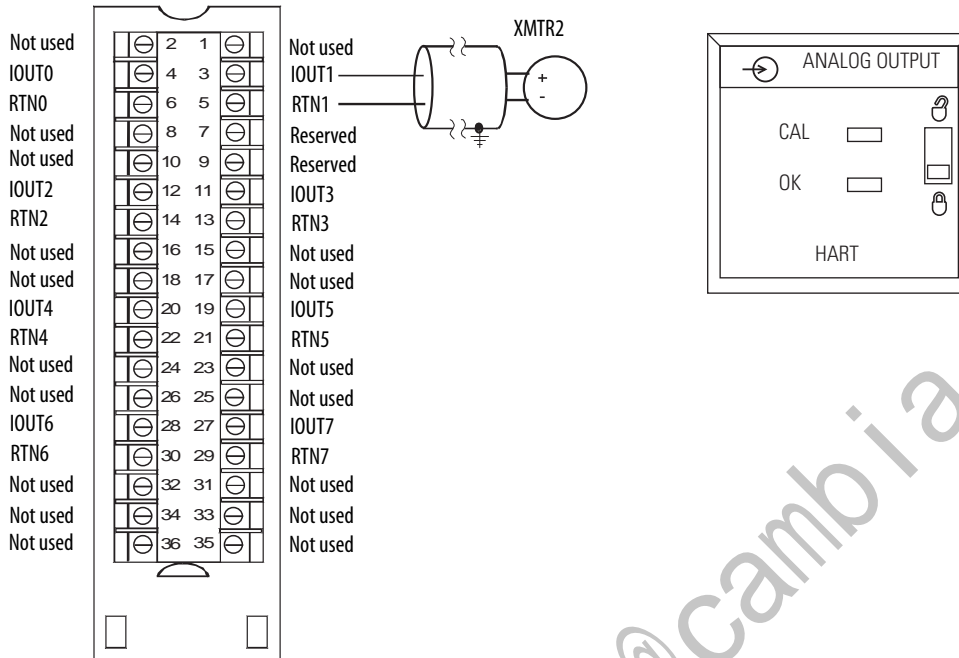 XMTR2
Not used 2 1 Not used
IOUT0 4 3 IOUT1
RTN0 6 5 RTN1
Not used 8 7 Reserved
Not used 10 9 Reserved
IOUT2 12 11 IOUT3
RTN2 14 13 RTN3
Not used 16 15 Not used
Not used 18 17 Not used
IOUT4 20 19 IOUT5
RTN4 22 21 RTN5
Not used 24 23 Not used
Not used 26 25 Not used
IOUT6 28 27 IOUT7
RTN6 30 29 RTN7
Not used 32 31 Not used
Not used 34 33 Not used
Not used 36 35 Not used
+
-
ANALOG OUTPUT
CAL
OK
HART
@cambia